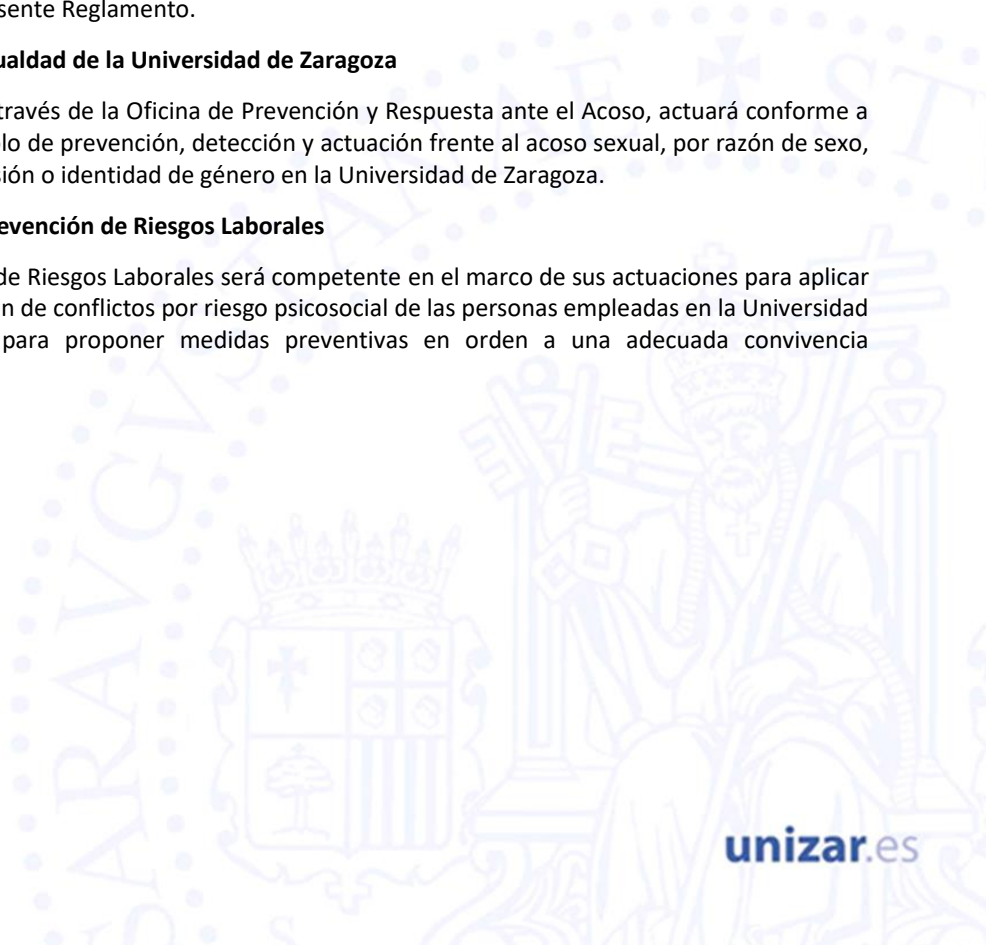 sente Reglamento.
ualdad de la Universidad de Zaragoza
través de la Oficina de Prevención y Respuesta ante el Acoso, actuará conforme a
lo de prevención, detección y actuación frente al acoso sexual, por razón de sexo,
sión o identidad de género en la Universidad de Zaragoza.
evención de Riesgos Laborales
de Riesgos Laborales será competente en el marco de sus actuaciones para aplicar
n de conflictos por riesgo psicosocial de las personas empleadas en la Universidad
para proponer medidas preventivas en orden a una adecuada convivencia
unizar.es